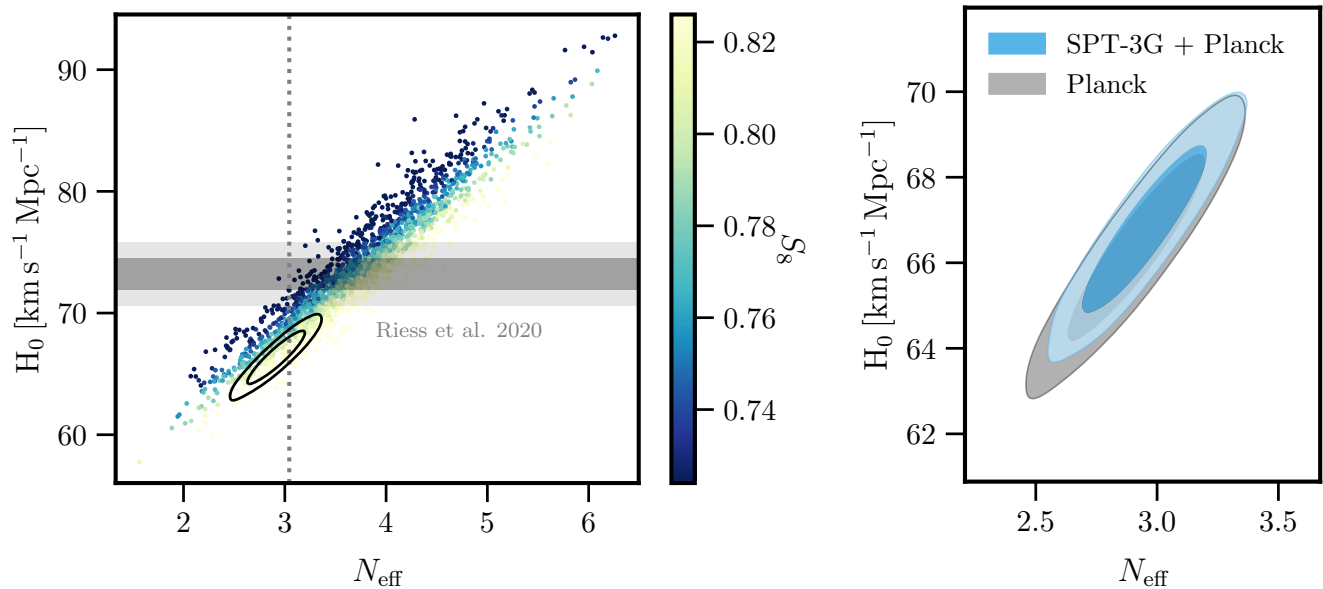 90
80
70
60
H₀ [km s⁻¹ Mpc⁻¹]
Riess et al. 2020
2 3 4 5 6
N_eff
0.82
0.80
0.78
0.76
0.74
S₈
SPT-3G + Planck
Planck
70
68
66
64
62
H₀ [km s⁻¹ Mpc⁻¹]
2.5 3.0 3.5
N_eff